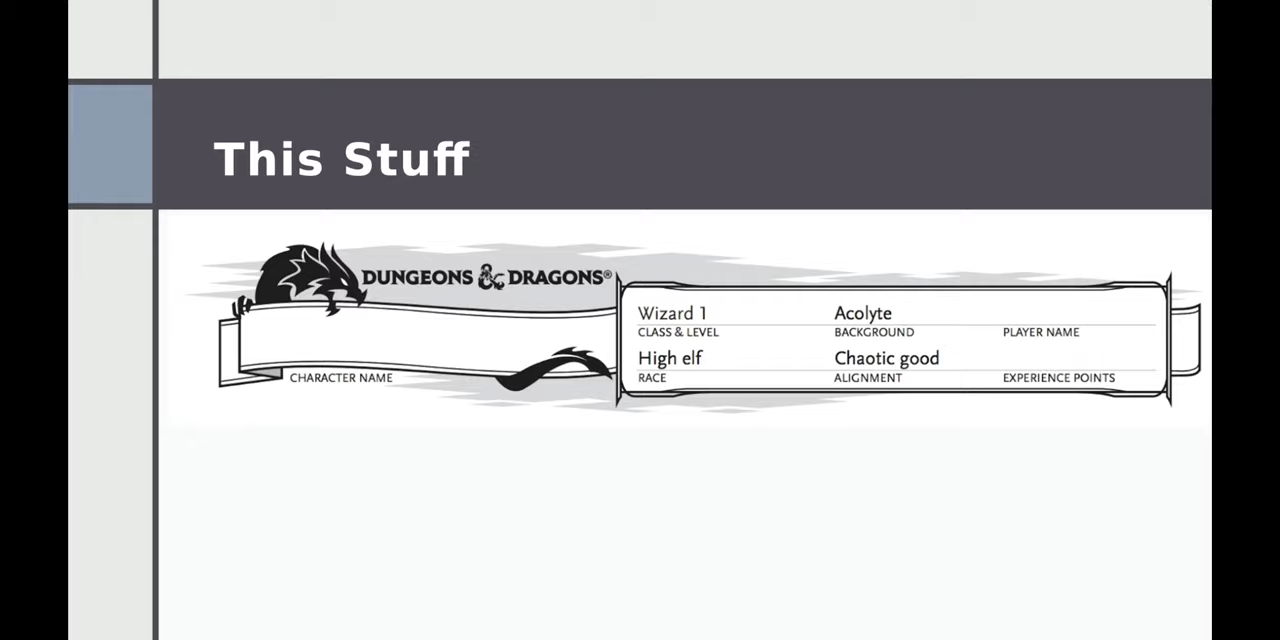 This Stuff
DUNGEONS & DRAGONS®
CHARACTER NAME
Wizard 1 Acolyte
CLASS & LEVEL BACKGROUND PLAYER NAME
High elf Chaotic good
RACE ALIGNMENT EXPERIENCE POINTS